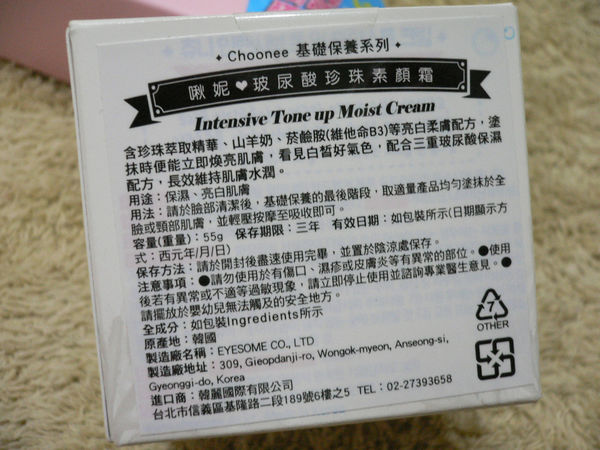 ✦ Choonee 基礎保養系列 ✦
啾妮♥玻尿酸珍珠素顏霜
Intensive Tone up Moist Cream
含珍珠萃取精華、山羊奶、菸鹼胺(維他命B3)等亮白柔膚配方，塗
抹時便能立即煥亮肌膚，看見白皙好氣色，配合三重玻尿酸保濕
配方，長效維持肌膚水潤。
用途：保濕、亮白肌膚
用法：請於臉部清潔後，基礎保養的最後階段，取適量產品均勻塗抹於全
臉或頸部肌膚，並輕壓按摩至吸收即可。
容量(重量)：55g 保存期限：三年 有效日期：如包裝所示(日期顯示方
式：西元年/月/日)
保存方法：請於開封後盡速使用完畢，並置於陰涼處保存。
注意事項：●請勿使用於有傷口、濕疹或皮膚炎等有異常的部位。●使用
後若有異常或不適等過敏現象，請立即停止使用並諮詢專業醫生意見。●
請擺放於嬰幼兒無法觸及的安全地方。
全成分：如包裝Ingredients所示
原產地：韓國
製造廠名稱：EYESOME CO., LTD
製造廠地址：309, Gieopdanji-ro, Wongok-myeon, Anseong-si,
Gyeonggi-do, Korea
進口商：韓麗國際有限公司
台北市信義區基隆路二段189號6樓之5 TEL：02-27393658
7
OTHER